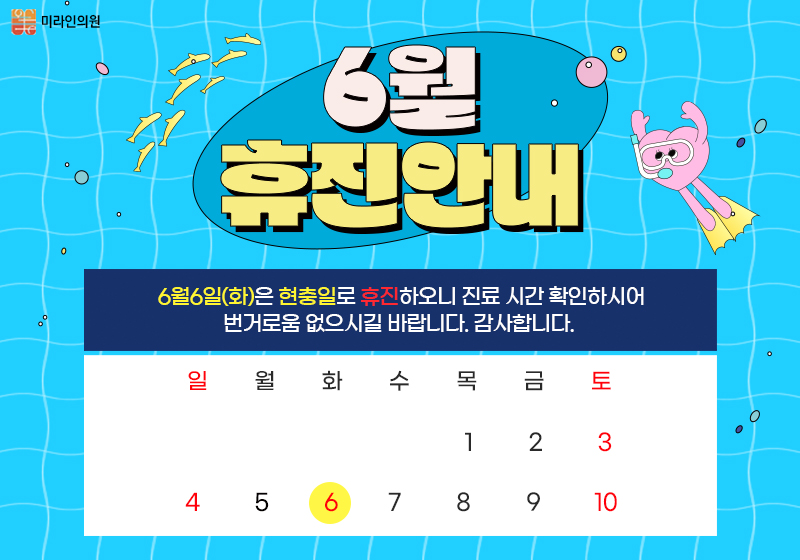 미라인의원
6월
휴진안내
6월6일(화)은 현충일로 휴진하오니 진료 시간 확인하시어
번거로움 없으시길 바랍니다. 감사합니다.
일 월 화 수 목 금 토
1 2 3
4 5 6 7 8 9 10